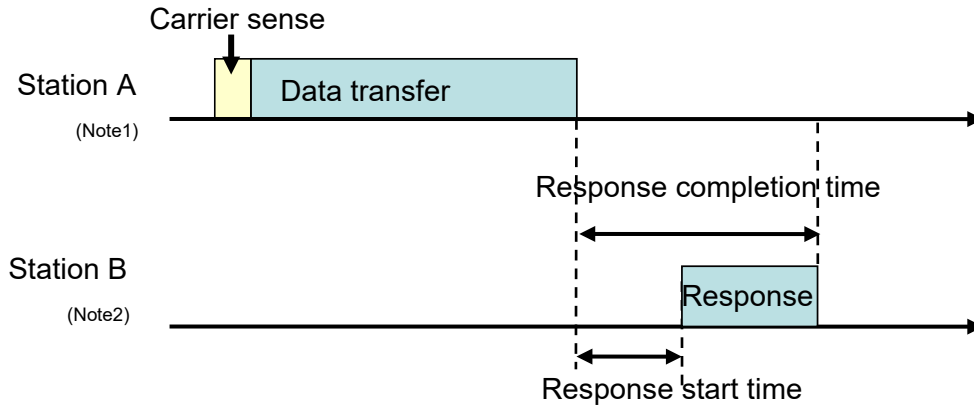 Carrier sense
Station A
Data transfer
(Note1)
Response completion time
Station B
Response
(Note2)
Response start time